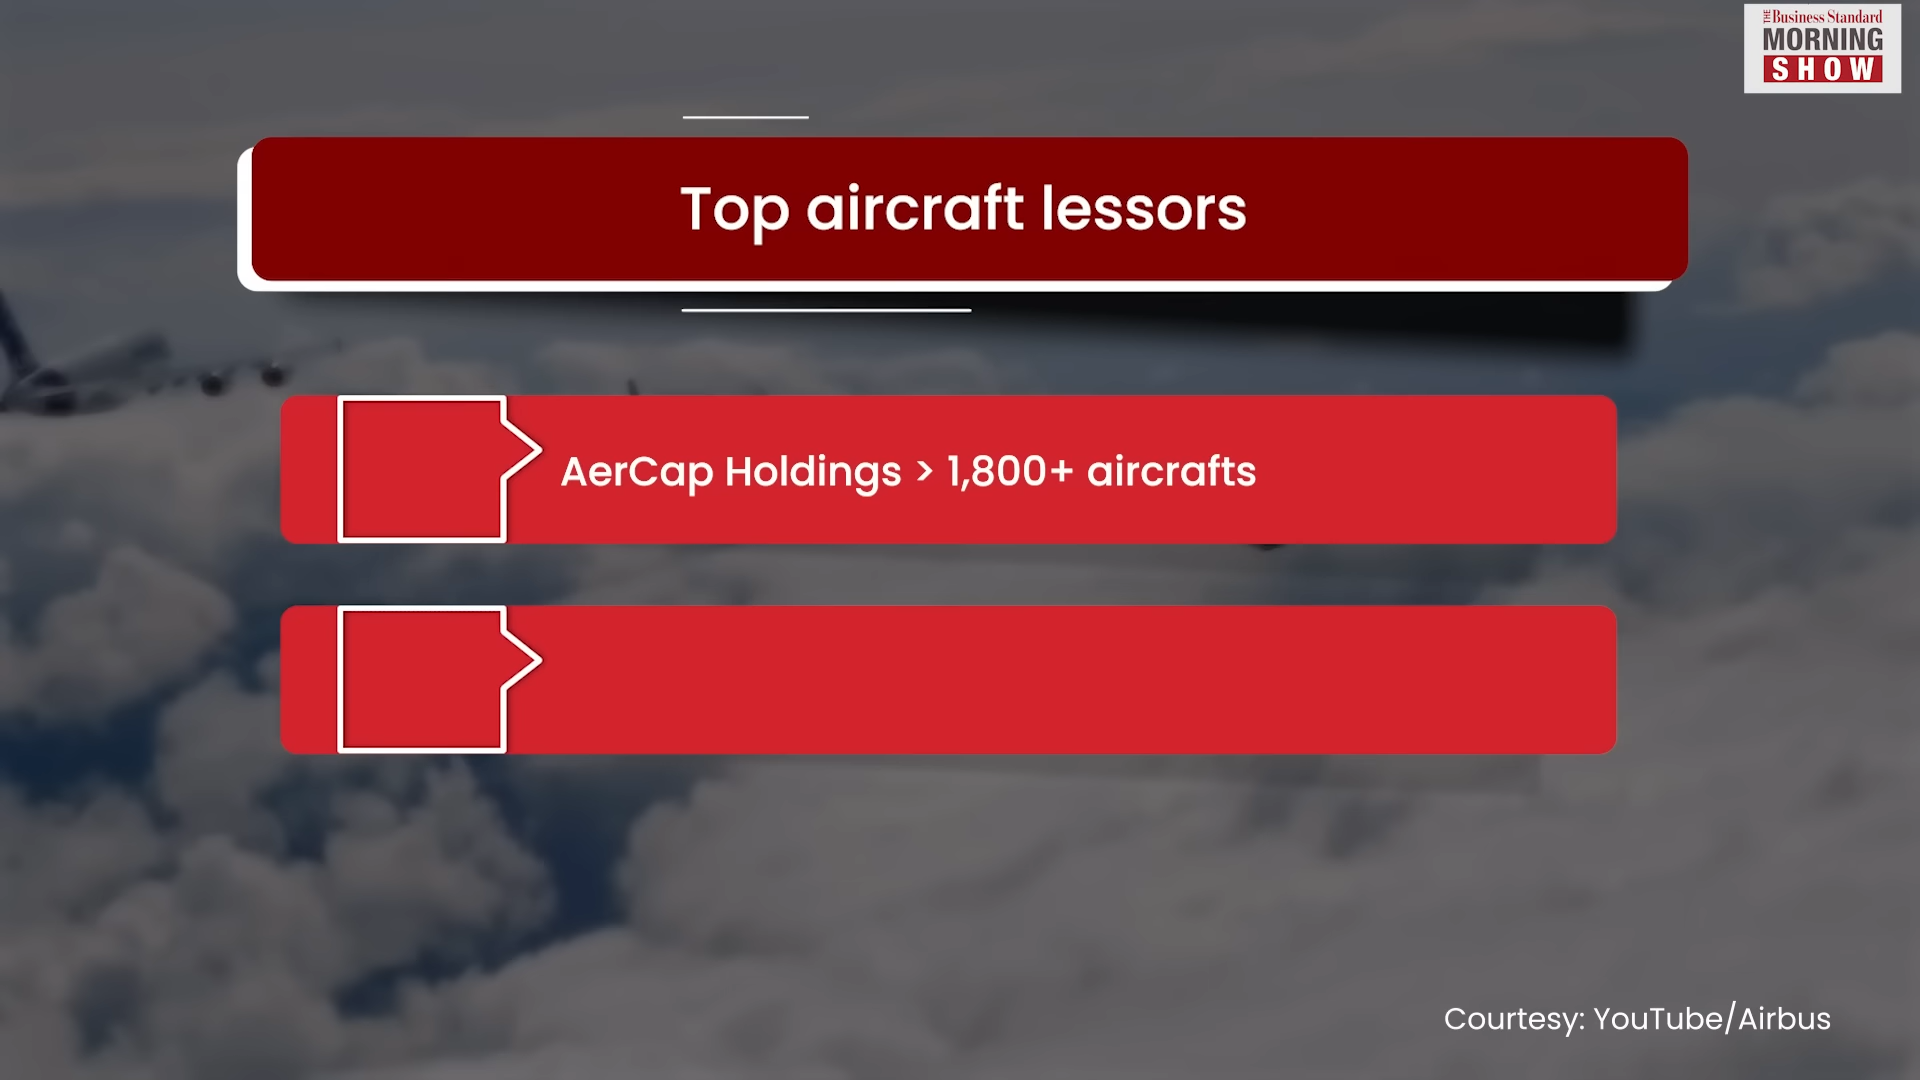 THE Business Standard
MORNING
SHOW
Top aircraft lessors
AerCap Holdings > 1,800+ aircrafts
Courtesy: YouTube/Airbus